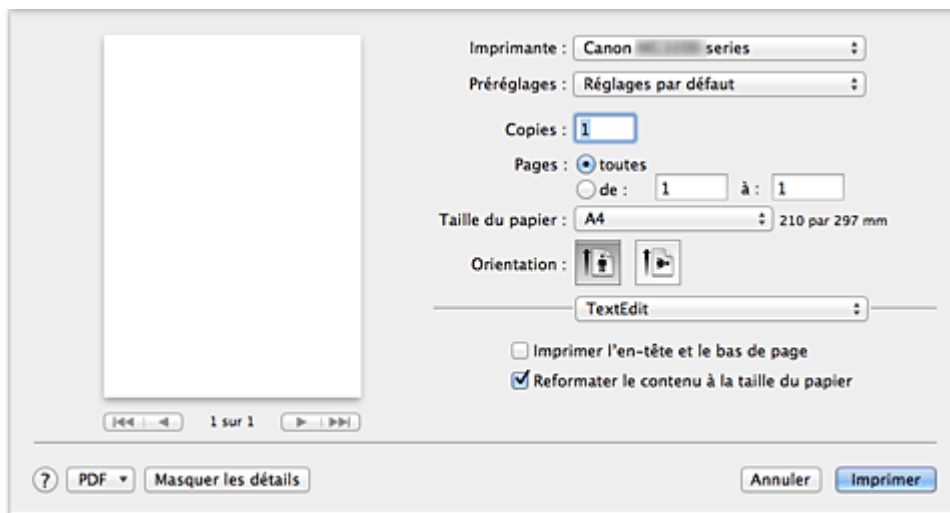 Imprimante : Canon series
Préréglages : Réglages par défaut
Copies : 1
Pages : toutes
de : 1 à : 1
Taille du papier : A4 210 par 297 mm
Orientation :
TextEdit
Imprimer l'en-tête et le bas de page
Reformater le contenu à la taille du papier
1 sur 1
? PDF Masquer les détails Annuler Imprimer